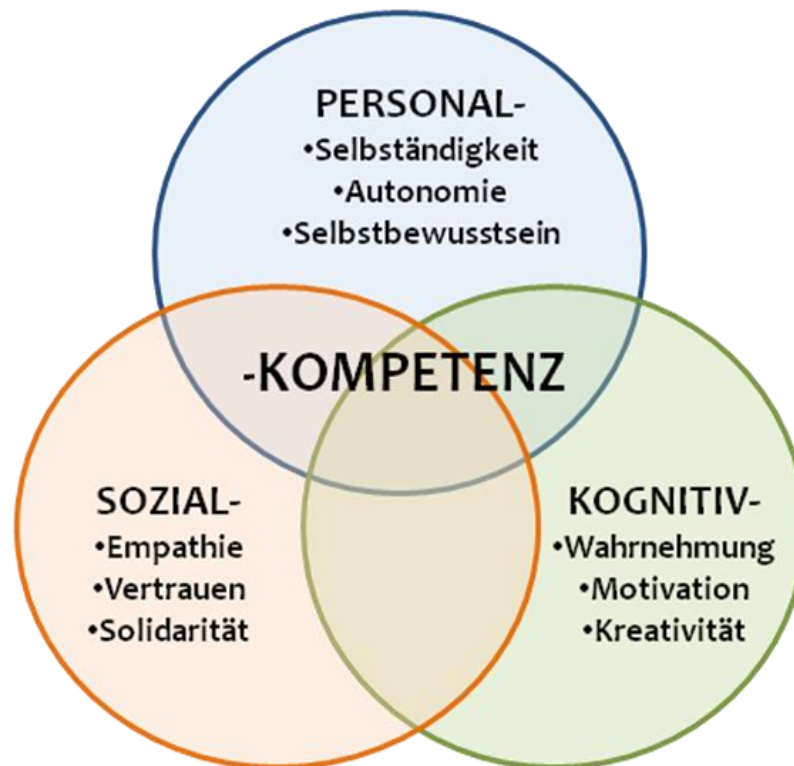 PERSONAL-
•Selbständigkeit
•Autonomie
•Selbstbewusstsein
-KOMPETENZ
SOZIAL-
•Empathie
•Vertrauen
•Solidarität
KOGNITIV-
•Wahrnehmung
•Motivation
•Kreativität